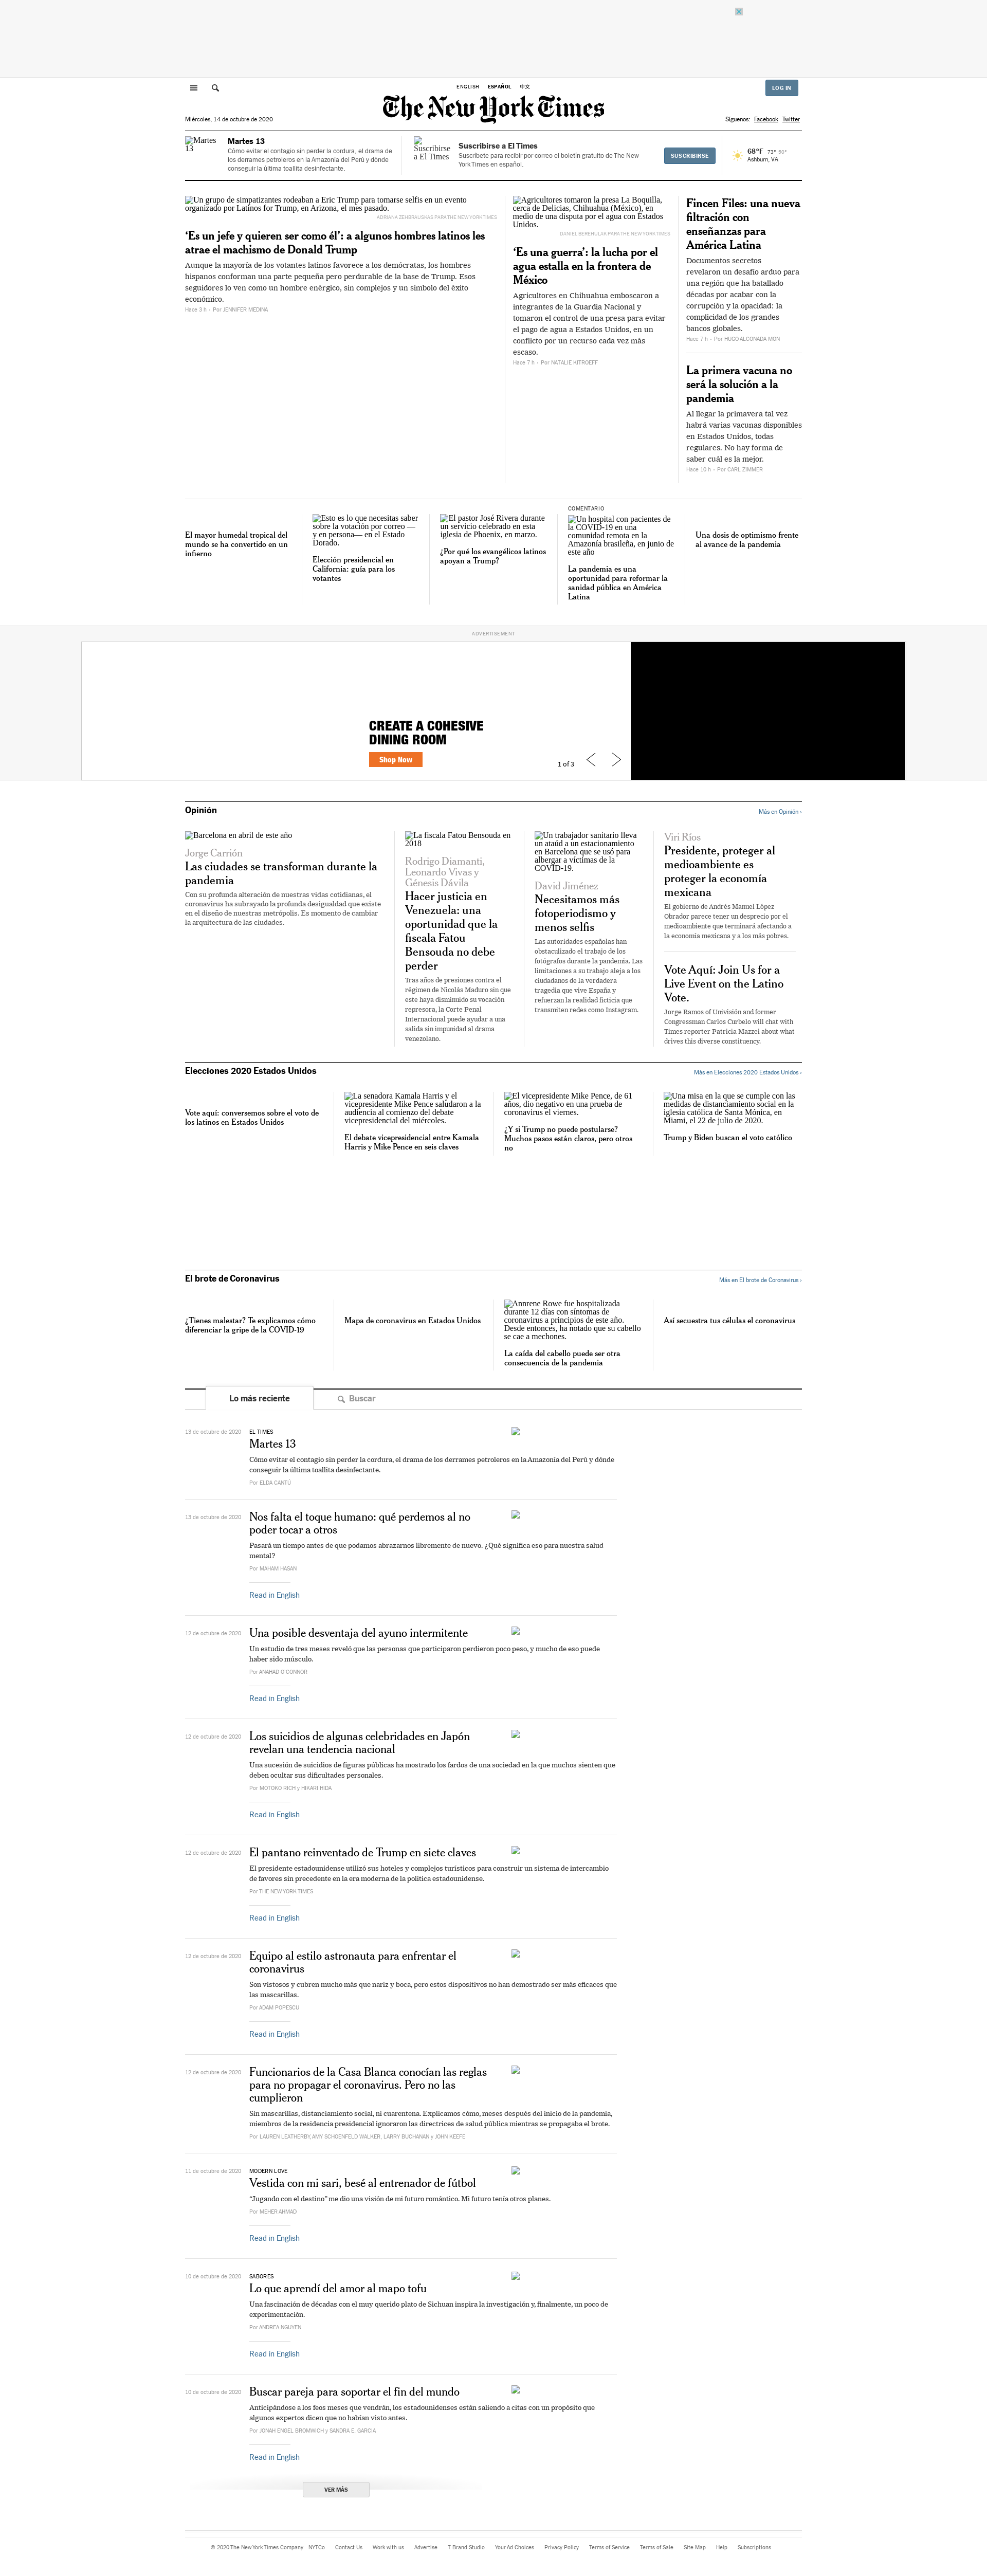 ENGLISH ESPAÑOL 中文
LOG IN
The New York Times
Miércoles, 14 de octubre de 2020
Síguenos: Facebook Twitter
Martes 13
Martes 13
Cómo evitar el contagio sin perder la cordura, el drama de
los derrames petroleros en la Amazonía del Perú y dónde
conseguir la última toallita desinfectante.
Suscribirse
a El Times
Suscribirse a El Times
Suscríbete para recibir por correo el boletín gratuito de The New
York Times en español.
SUSCRIBIRSE
68°F 73° 50°
Ashburn, VA
Un grupo de simpatizantes rodeaban a Eric Trump para tomarse selfis en un evento
organizado por Latinos for Trump, en Arizona, el mes pasado.
ADRIANA ZEHBRAUSKAS PARA THE NEW YORK TIMES
‘Es un jefe y quieren ser como él’: a algunos hombres latinos les
atrae el machismo de Donald Trump
Aunque la mayoría de los votantes latinos favorece a los demócratas, los hombres
hispanos conforman una parte pequeña pero perdurable de la base de Trump. Esos
seguidores lo ven como un hombre enérgico, sin complejos y un símbolo del éxito
económico.
Hace 3 h - Por JENNIFER MEDINA
Agricultores tomaron la presa La Boquilla,
cerca de Delicias, Chihuahua (México), en
medio de una disputa por el agua con Estados
Unidos.
DANIEL BEREHULAK PARA THE NEW YORK TIMES
‘Es una guerra’: la lucha por el
agua estalla en la frontera de
México
Agricultores en Chihuahua emboscaron a
integrantes de la Guardia Nacional y
tomaron el control de una presa para evitar
el pago de agua a Estados Unidos, en un
conflicto por un recurso cada vez más
escaso.
Hace 7 h - Por NATALIE KITROEFF
Fincen Files: una nueva
filtración con
enseñanzas para
América Latina
Documentos secretos
revelaron un desafío arduo para
una región que ha batallado
décadas por acabar con la
corrupción y la opacidad: la
complicidad de los grandes
bancos globales.
Hace 7 h - Por HUGO ALCONADA MON
La primera vacuna no
será la solución a la
pandemia
Al llegar la primavera tal vez
habrá varias vacunas disponibles
en Estados Unidos, todas
regulares. No hay forma de
saber cuál es la mejor.
Hace 10 h - Por CARL ZIMMER
El mayor humedal tropical del
mundo se ha convertido en un
infierno
Esto es lo que necesitas saber
sobre la votación por correo —
y en persona— en el Estado
Dorado.
Elección presidencial en
California: guía para los
votantes
El pastor José Rivera durante
un servicio celebrado en esta
iglesia de Phoenix, en marzo.
¿Por qué los evangélicos latinos
apoyan a Trump?
COMENTARIO
Un hospital con pacientes de
la COVID-19 en una
comunidad remota en la
Amazonía brasileña, en junio de
este año
La pandemia es una
oportunidad para reformar la
sanidad pública en América
Latina
Una dosis de optimismo frente
al avance de la pandemia
ADVERTISEMENT
CREATE A COHESIVE
DINING ROOM
Shop Now
1 of 3
Opinión
Más en Opinión ›
Barcelona en abril de este año
Jorge Carrión
Las ciudades se transforman durante la
pandemia
Con su profunda alteración de nuestras vidas cotidianas, el
coronavirus ha subrayado la profunda desigualdad que existe
en el diseño de nuestras metrópolis. Es momento de cambiar
la arquitectura de las ciudades.
La fiscala Fatou Bensouda en
2018
Rodrigo Diamanti,
Leonardo Vivas y
Génesis Dávila
Hacer justicia en
Venezuela: una
oportunidad que la
fiscala Fatou
Bensouda no debe
perder
Tras años de presiones contra el
régimen de Nicolás Maduro sin que
este haya disminuido su vocación
represora, la Corte Penal
Internacional puede ayudar a una
salida sin impunidad al drama
venezolano.
Un trabajador sanitario lleva
un ataúd a un estacionamiento
en Barcelona que se usó para
albergar a víctimas de la
COVID-19.
David Jiménez
Necesitamos más
fotoperiodismo y
menos selfis
Las autoridades españolas han
obstaculizado el trabajo de los
fotógrafos durante la pandemia. Las
limitaciones a su trabajo aleja a los
ciudadanos de la verdadera
tragedia que vive España y
refuerzan la realidad ficticia que
transmiten redes como Instagram.
Viri Ríos
Presidente, proteger al
medioambiente es
proteger la economía
mexicana
El gobierno de Andrés Manuel López
Obrador parece tener un desprecio por el
medioambiente que terminará afectando a
la economía mexicana y a los más pobres.
Vote Aquí: Join Us for a
Live Event on the Latino
Vote.
Jorge Ramos of Univisión and former
Congressman Carlos Curbelo will chat with
Times reporter Patricia Mazzei about what
drives this diverse constituency.
Elecciones 2020 Estados Unidos
Más en Elecciones 2020 Estados Unidos ›
Vote aquí: conversemos sobre el voto de
los latinos en Estados Unidos
La senadora Kamala Harris y el
vicepresidente Mike Pence saludaron a la
audiencia al comienzo del debate
vicepresidencial del miércoles.
El debate vicepresidencial entre Kamala
Harris y Mike Pence en seis claves
El vicepresidente Mike Pence, de 61
años, dio negativo en una prueba de
coronavirus el viernes.
¿Y si Trump no puede postularse?
Muchos pasos están claros, pero otros
no
Una misa en la que se cumple con las
medidas de distanciamiento social en la
iglesia católica de Santa Mónica, en
Miami, el 22 de julio de 2020.
Trump y Biden buscan el voto católico
El brote de Coronavirus
Más en El brote de Coronavirus ›
¿Tienes malestar? Te explicamos cómo
diferenciar la gripe de la COVID-19
Mapa de coronavirus en Estados Unidos
Annrene Rowe fue hospitalizada
durante 12 días con síntomas de
coronavirus a principios de este año.
Desde entonces, ha notado que su cabello
se cae a mechones.
La caída del cabello puede ser otra
consecuencia de la pandemia
Así secuestra tus células el coronavirus
Lo más reciente
Buscar
13 de octubre de 2020
EL TIMES
Martes 13
Cómo evitar el contagio sin perder la cordura, el drama de los derrames petroleros en la Amazonía del Perú y dónde
conseguir la última toallita desinfectante.
Por ELDA CANTÚ
13 de octubre de 2020
Nos falta el toque humano: qué perdemos al no
poder tocar a otros
Pasará un tiempo antes de que podamos abrazarnos libremente de nuevo. ¿Qué significa eso para nuestra salud
mental?
Por MAHAM HASAN
Read in English
12 de octubre de 2020
Una posible desventaja del ayuno intermitente
Un estudio de tres meses reveló que las personas que participaron perdieron poco peso, y mucho de eso puede
haber sido músculo.
Por ANAHAD O’CONNOR
Read in English
12 de octubre de 2020
Los suicidios de algunas celebridades en Japón
revelan una tendencia nacional
Una sucesión de suicidios de figuras públicas ha mostrado los fardos de una sociedad en la que muchos sienten que
deben ocultar sus dificultades personales.
Por MOTOKO RICH y HIKARI HIDA
Read in English
12 de octubre de 2020
El pantano reinventado de Trump en siete claves
El presidente estadounidense utilizó sus hoteles y complejos turísticos para construir un sistema de intercambio
de favores sin precedente en la era moderna de la política estadounidense.
Por THE NEW YORK TIMES
Read in English
12 de octubre de 2020
Equipo al estilo astronauta para enfrentar el
coronavirus
Son vistosos y cubren mucho más que nariz y boca, pero estos dispositivos no han demostrado ser más eficaces que
las mascarillas.
Por ADAM POPESCU
Read in English
12 de octubre de 2020
Funcionarios de la Casa Blanca conocían las reglas
para no propagar el coronavirus. Pero no las
cumplieron
Sin mascarillas, distanciamiento social, ni cuarentena. Explicamos cómo, meses después del inicio de la pandemia,
miembros de la residencia presidencial ignoraron las directrices de salud pública mientras se propagaba el brote.
Por LAUREN LEATHERBY, AMY SCHOENFELD WALKER, LARRY BUCHANAN y JOHN KEEFE
11 de octubre de 2020
MODERN LOVE
Vestida con mi sari, besé al entrenador de fútbol
“Jugando con el destino” me dio una visión de mi futuro romántico. Mi futuro tenía otros planes.
Por MEHER AHMAD
Read in English
10 de octubre de 2020
SABORES
Lo que aprendí del amor al mapo tofu
Una fascinación de décadas con el muy querido plato de Sichuan inspira la investigación y, finalmente, un poco de
experimentación.
Por ANDREA NGUYEN
Read in English
10 de octubre de 2020
Buscar pareja para soportar el fin del mundo
Anticipándose a los feos meses que vendrán, los estadounidenses están saliendo a citas con un propósito que
algunos expertos dicen que no habían visto antes.
Por JONAH ENGEL BROMWICH y SANDRA E. GARCIA
Read in English
VER MÁS
© 2020 The New York Times Company NYTCo Contact Us Work with us Advertise T Brand Studio Your Ad Choices Privacy Policy Terms of Service Terms of Sale Site Map Help Subscriptions